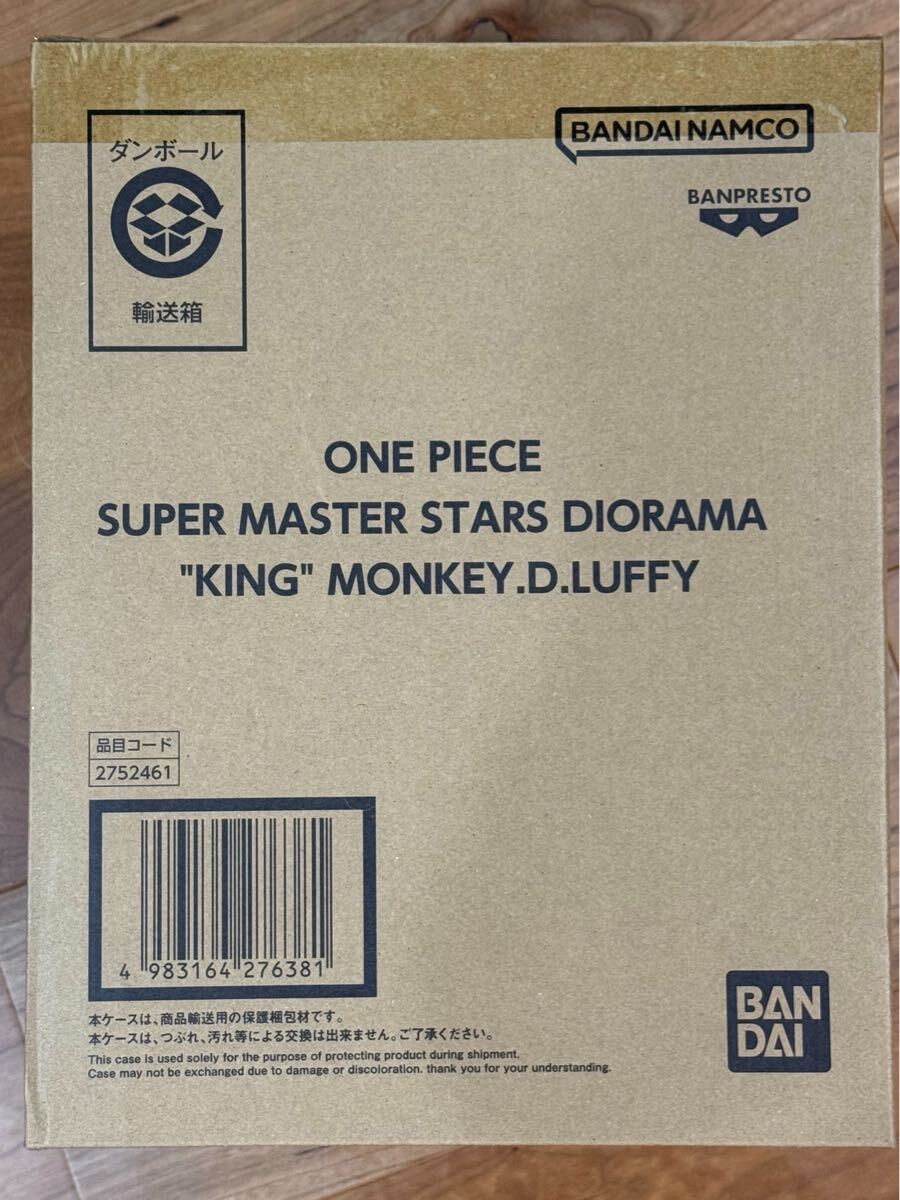 ダンボール
輸送箱
BANDAI NAMCO
BANPRESTO
ONE PIECE
SUPER MASTER STARS DIORAMA
"KING" MONKEY.D.LUFFY
品目コード
2752461
4 983164 276381
本ケースは、商品輸送用の保護梱包材です。
本ケースは、つぶれ、汚れ等による交換は出来ません。ご了承ください。
This case is used solely for the purpose of protecting product during shipment.
Case may not be exchanged due to damage or discoloration. thank you for your understanding.
BAN
DAI